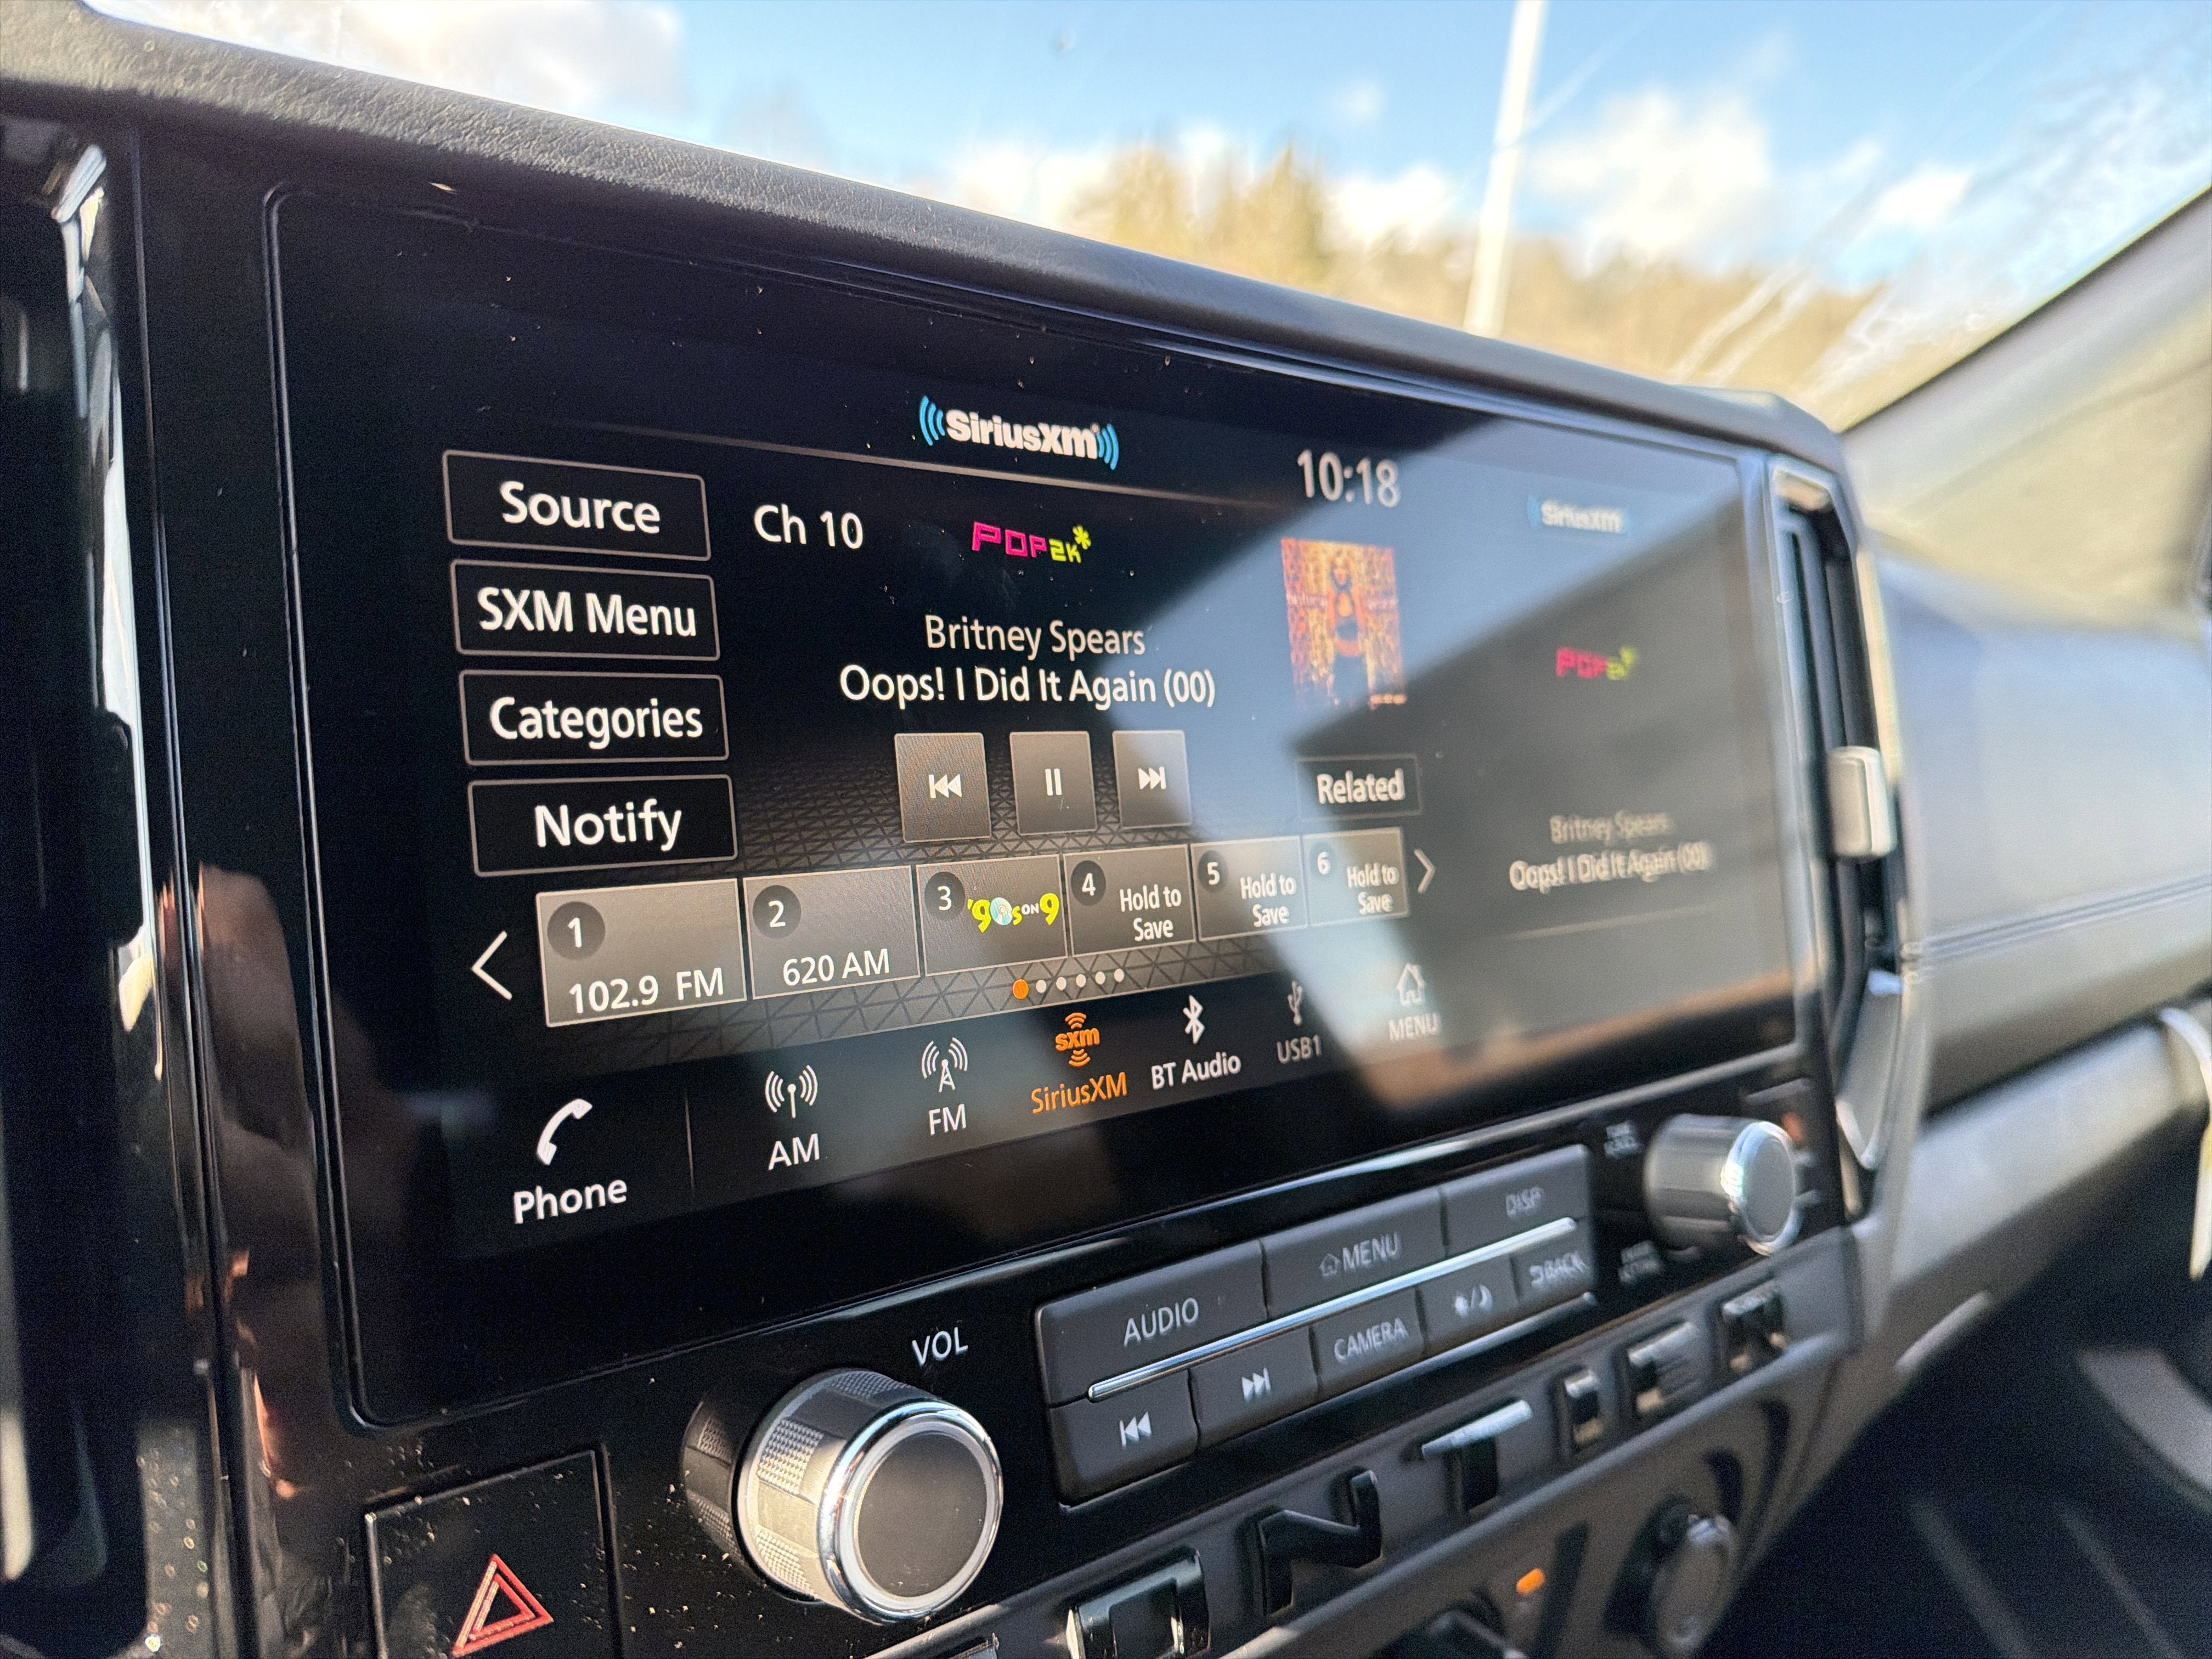 SiriusXM
10:18
Source
Ch 10
POP2K
SiriusXM
SXM Menu
Britney Spears
Oops! I Did It Again (00)
POP2K
Categories
Notify
Related
Britney Spears
Oops! I Did It Again (00)
1
102.9 FM
2
620 AM
3
'90s ON 9
4
Hold to
Save
5
Hold to
Save
6
Hold to
Save
Phone
AM
FM
sxm
SiriusXM
BT Audio
USB1
MENU
VOL
AUDIO
MENU
DISP
CAMERA
BACK
ONTIER